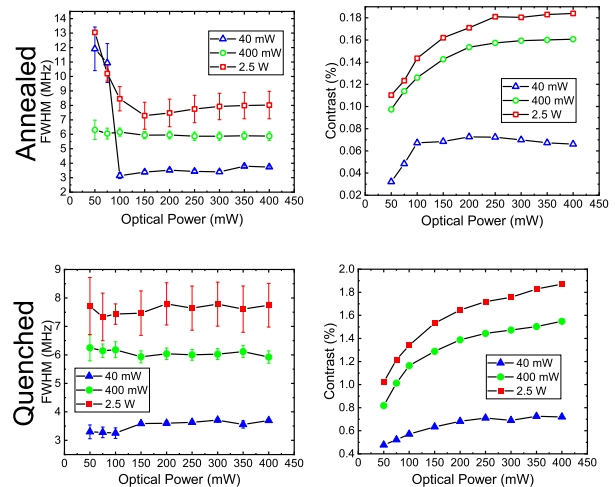 Annealed
FWHM (MHz)
14
13
12
11
10
9
8
7
6
5
4
3
2
40 mW
400 mW
2.5 W
0 50 100 150 200 250 300 350 400 450
Optical Power (mW)
Contrast (%)
0.18
0.16
0.14
0.12
0.10
0.08
0.06
0.04
0.02
40 mW
400 mW
2.5 W
0 50 100 150 200 250 300 350 400 450
Optical Power (mW)
Quenched
FWHM (MHz)
9
8
7
6
5
4
3
40 mW
400 mW
2.5 W
0 50 100 150 200 250 300 350 400 450
Optical Power (mW)
Contrast (%)
2.0
1.8
1.6
1.4
1.2
1.0
0.8
0.6
0.4
40 mW
400 mW
2.5 W
0 50 100 150 200 250 300 350 400 450
Optical Power (mW)